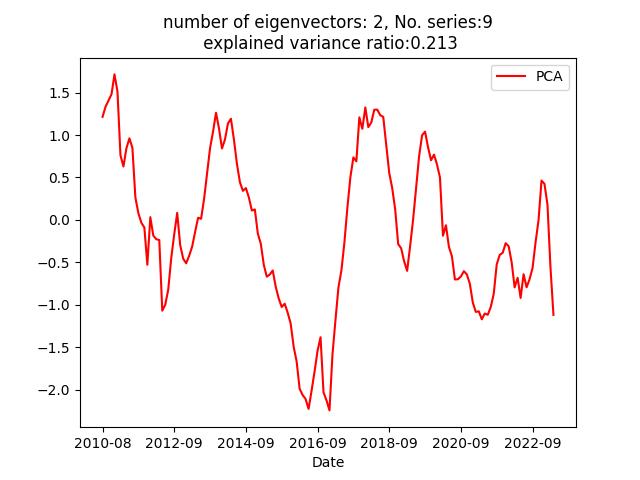 number of eigenvectors: 2, No. series:9
explained variance ratio:0.213
PCA
1.5
1.0
0.5
0.0
−0.5
−1.0
−1.5
−2.0
2010-08 2012-09 2014-09 2016-09 2018-09 2020-09 2022-09
Date